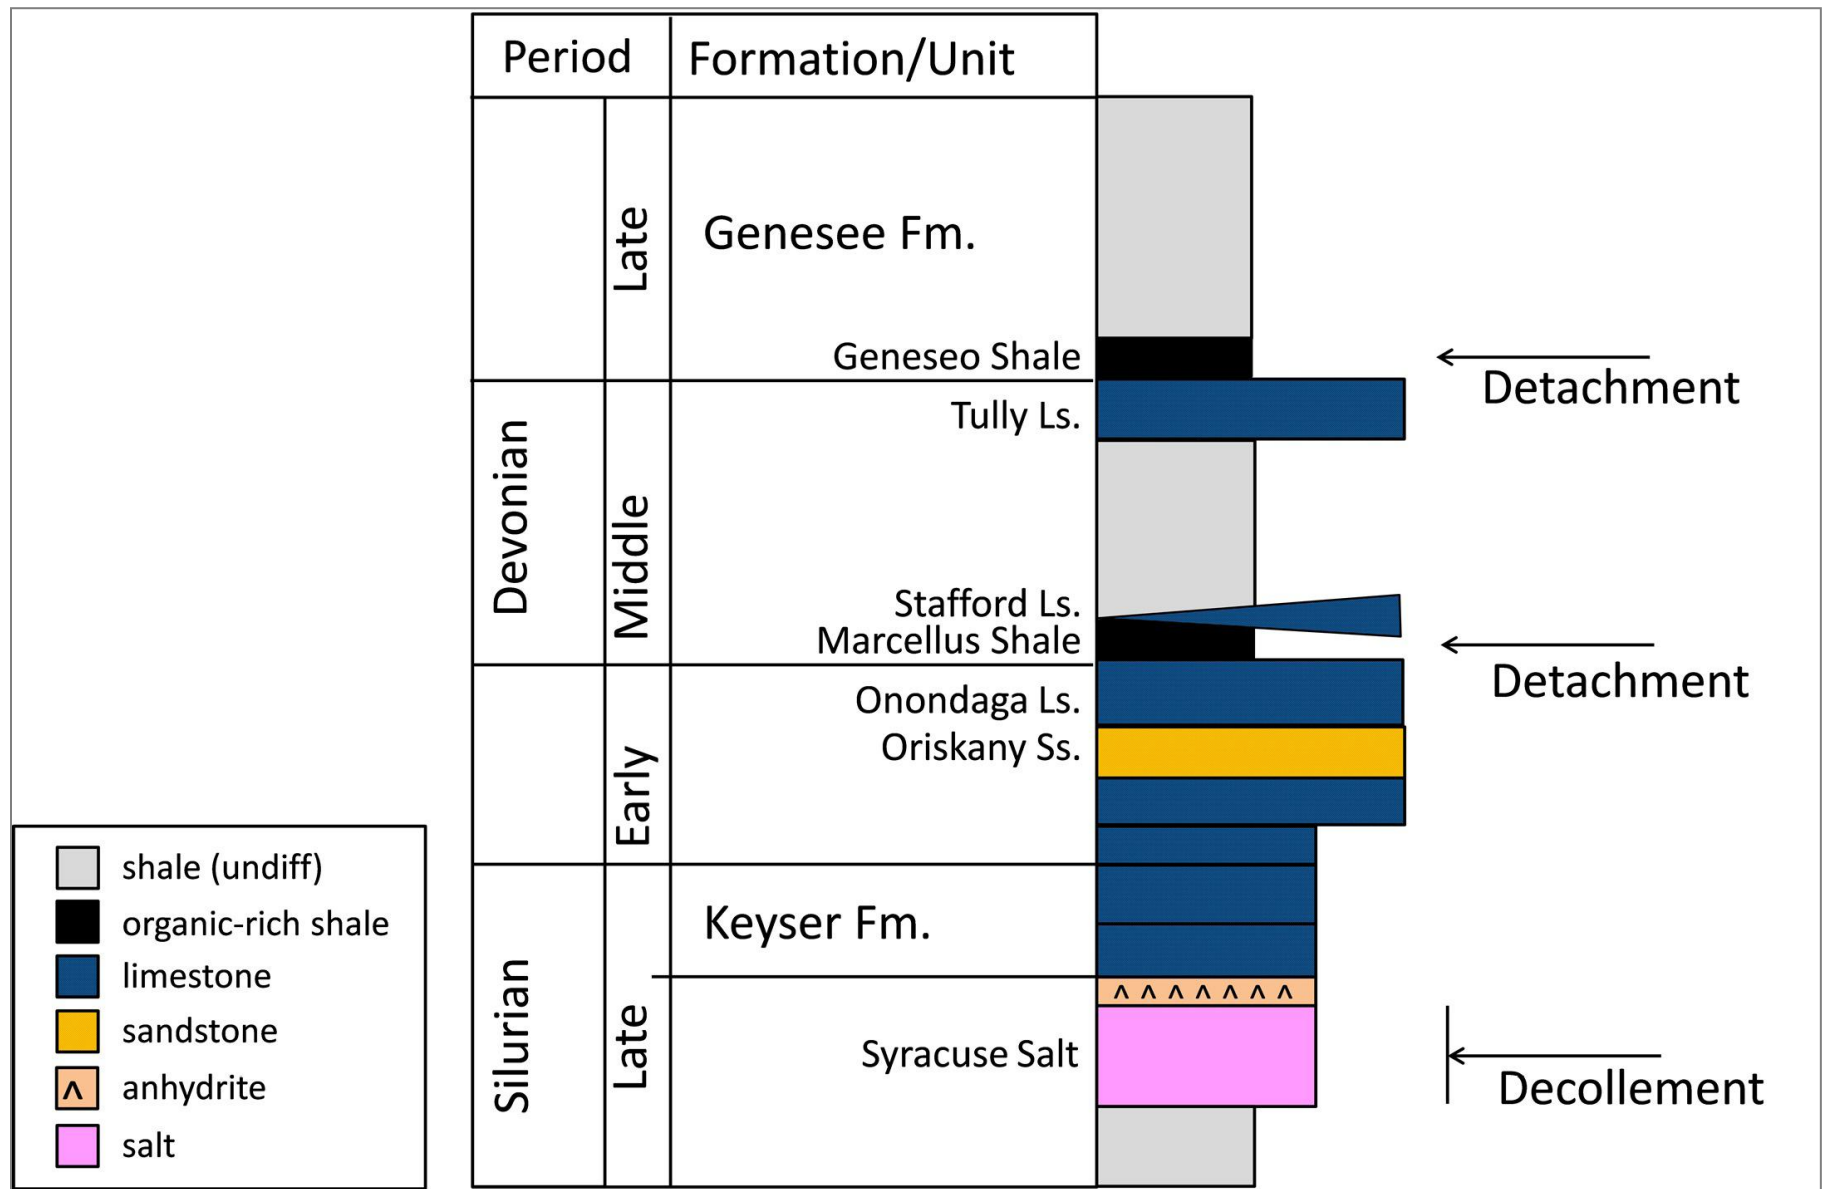 Period
Formation/Unit
Late
Genesee Fm.
Geneseo Shale
Detachment
Devonian
Middle
Tully Ls.
Stafford Ls.
Marcellus Shale
Detachment
Early
Onondaga Ls.
Oriskany Ss.
Silurian
Late
Keyser Fm.
^ ^ ^ ^ ^ ^ ^
Syracuse Salt
Decollement
shale (undiff)
organic-rich shale
limestone
sandstone
^ anhydrite
salt